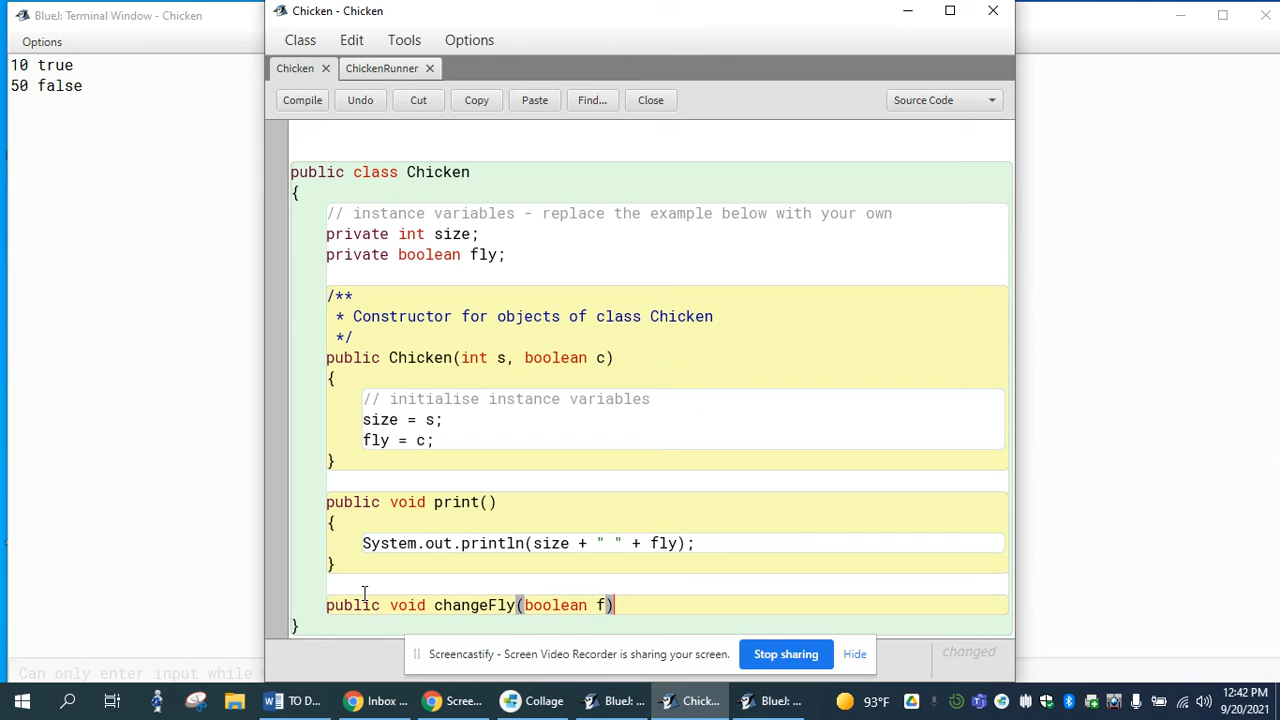 BlueJ: Terminal Window - Chicken
Options
10 true
50 false
Can only enter input while
Chicken - Chicken
Class Edit Tools Options
Chicken ChickenRunner
Compile Undo Cut Copy Paste Find... Close Source Code
public class Chicken
{
// instance variables - replace the example below with your own
private int size;
private boolean fly;
/**
* Constructor for objects of class Chicken
*/
public Chicken(int s, boolean c)
{
// initialise instance variables
size = s;
fly = c;
}
public void print()
{
System.out.println(size + " " + fly);
}
public void changeFly(boolean f)
}
Screencastify - Screen Video Recorder is sharing your screen. Stop sharing Hide
changed
TO D... Inbox ... Scree... Collage BlueJ: ... Chick... BlueJ: ... 93°F 12:42 PM
9/20/2021